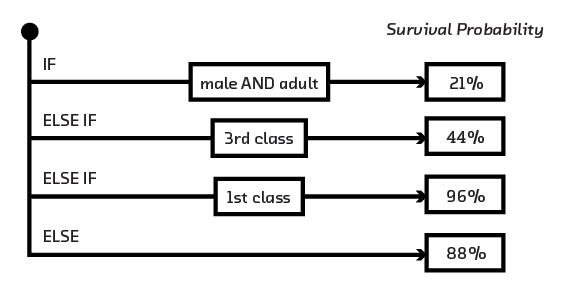 Survival Probability
IF
male AND adult
21%
ELSE IF
3rd class
44%
ELSE IF
1st class
96%
ELSE
88%